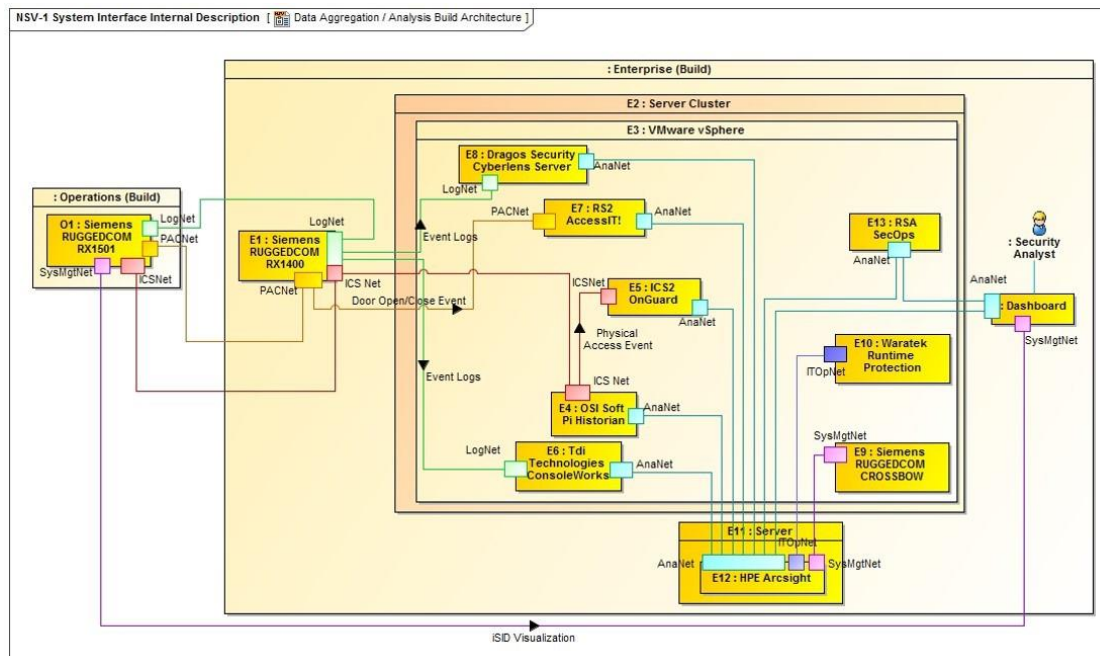 NSV-1 System Interface Internal Description [ Data Aggregation / Analysis Build Architecture ]
: Enterprise (Build)
E2 : Server Cluster
E3 : VMware vSphere
E8 : Dragos Security
Cyberlens Server
AnaNet
LogNet
: Operations (Build)
O1 : Siemens
RUGGEDCOM
RX1501
LogNet
PACNet
SysMgtNet
ICSNet
LogNet
E1 : Siemens
RUGGEDCOM
RX1400
PACNet
ICS Net
Event Logs
PACNet
E7 : RS2
AccessIT!
AnaNet
Door Open/Close Event
E13 : RSA
SecOps
AnaNet
: Security
Analyst
AnaNet
: Dashboard
SysMgtNet
ICSNet
E5 : ICS2
OnGuard
AnaNet
Physical
Access Event
E10 : Waratek
Runtime
Protection
ITOpNet
Event Logs
ICS Net
E4 : OSI Soft
Pi Historian
AnaNet
LogNet
E6 : Tdi
Technologies
ConsoleWorks
AnaNet
SysMgtNet
E9 : Siemens
RUGGEDCOM
CROSSBOW
E11 : Server
ITOpNet
AnaNet
SysMgtNet
E12 : HPE Arcsight
iSID Visualization